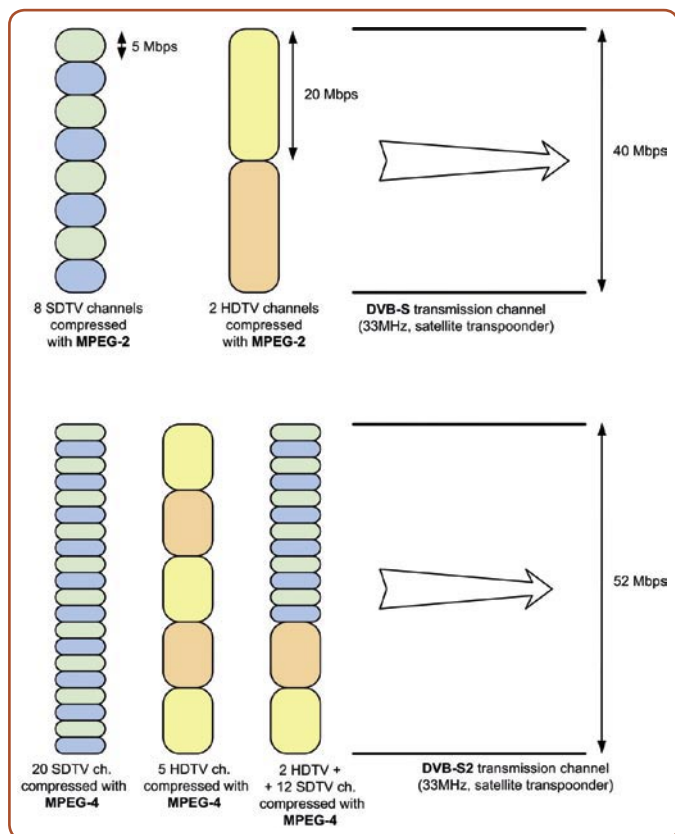 5 Mbps
20 Mbps
40 Mbps
8 SDTV channels
compressed
with MPEG-2
2 HDTV channels
compressed
with MPEG-2
DVB-S transmission channel
(33MHz, satellite transpoonder)
52 Mbps
20 SDTV ch.
compressed with
MPEG-4
5 HDTV ch.
compressed with
MPEG-4
2 HDTV +
+ 12 SDTV ch.
compressed with
MPEG-4
DVB-S2 transmission channel
(33MHz, satellite transpoonder)